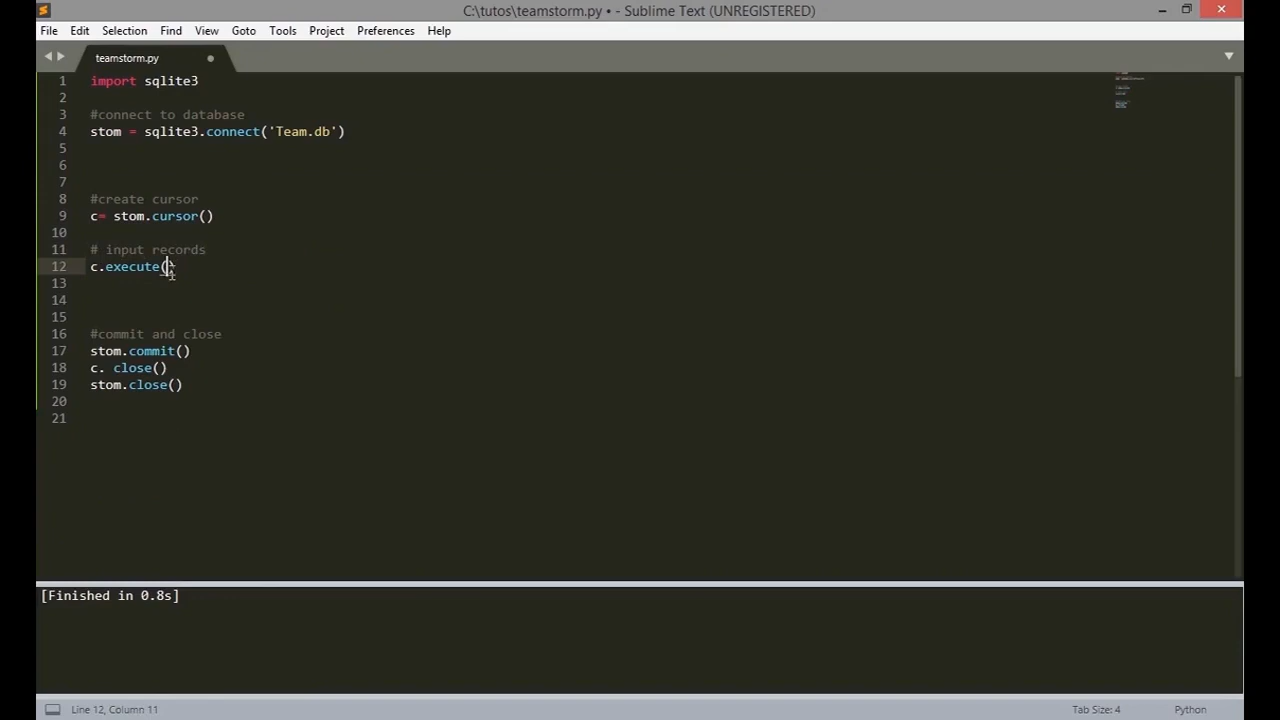 C:\tutos\teamstorm.py • - Sublime Text (UNREGISTERED)
File Edit Selection Find View Goto Tools Project Preferences Help
teamstorm.py
1 import sqlite3
2
3 #connect to database
4 stom = sqlite3.connect('Team.db')
5
6
7
8 #create cursor
9 c= stom.cursor()
10
11 # input records
12 c.execute()
13
14
15
16 #commit and close
17 stom.commit()
18 c. close()
19 stom.close()
20
21
[Finished in 0.8s]
Line 12, Column 11 Tab Size: 4 Python